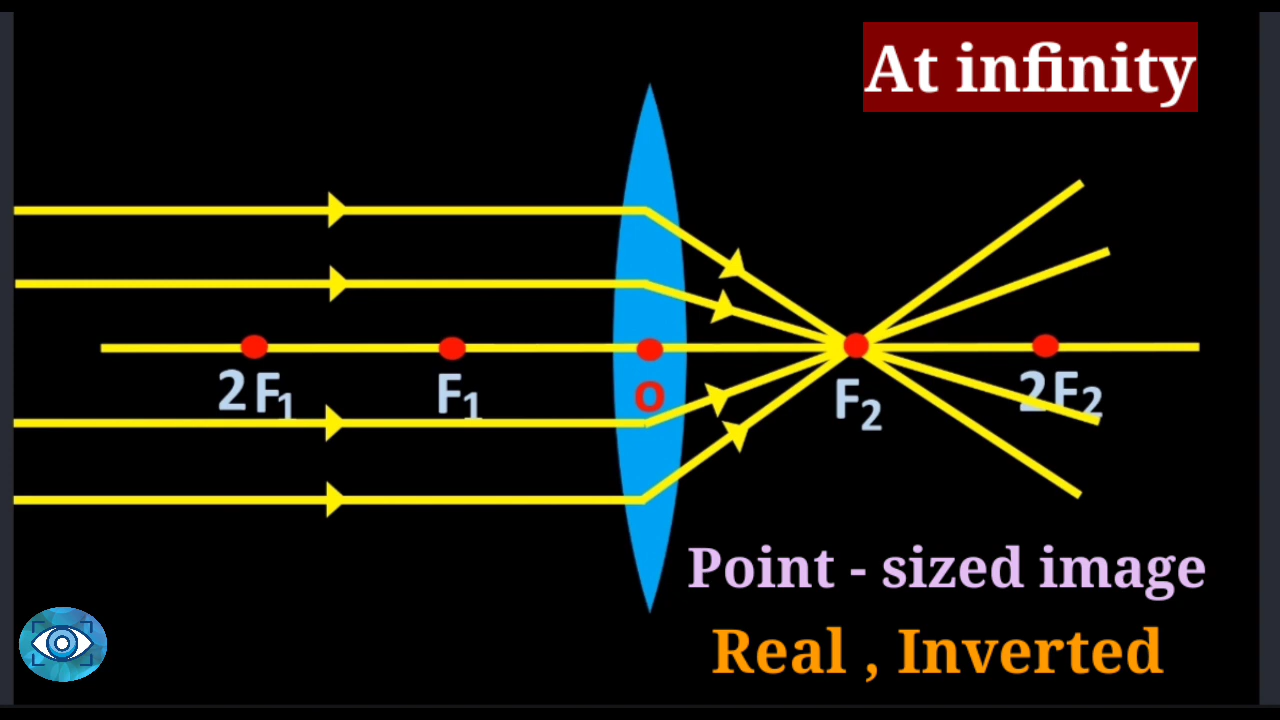 At infinity
2F₁ F₁ O F₂ 2F₂
Point - sized image
Real , Inverted